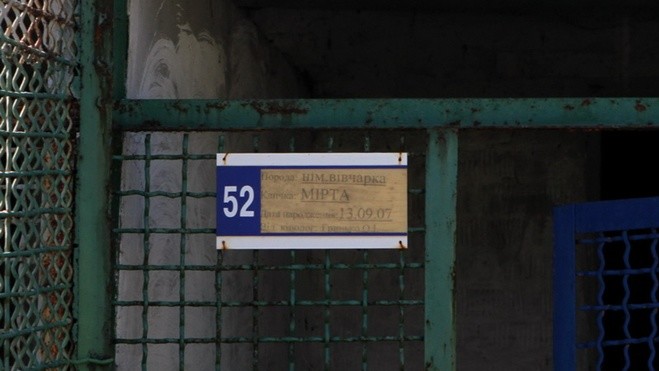 52
Порода: нім.вівчарка
Кличка: МІРТА
Дата народження: 13.09.07